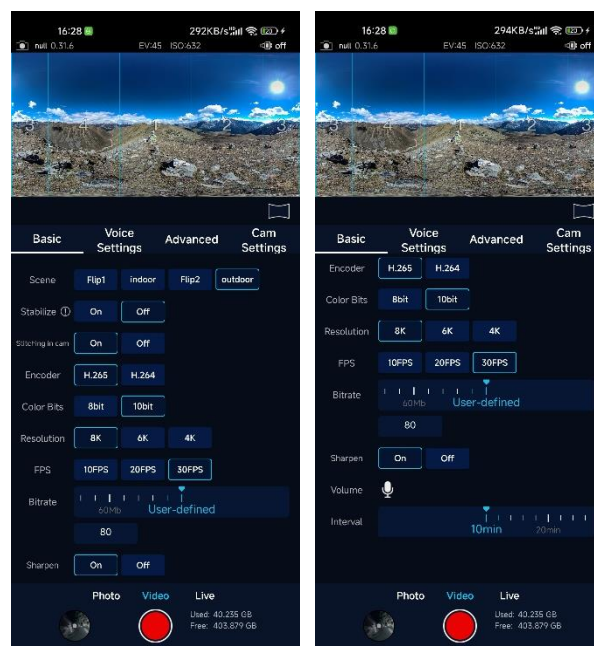 16:28 292KB/s
null 0.31.6 EV:45 ISO:632 off
3 4 1 2 3
Basic Voice Settings Advanced Cam Settings
Scene Flip1 indoor Flip2 outdoor
Stabilize On Off
Stitching in cam On Off
Encoder H.265 H.264
Color Bits 8bit 10bit
Resolution 8K 6K 4K
FPS 10FPS 20FPS 30FPS
Bitrate 60Mb User-defined
80
Sharpen On Off
Photo Video Live
Used: 40.235 GB
Free: 403.879 GB
16:28 294KB/s
null 0.31.6 EV:45 ISO:632 off
3 4 1 2 3
Basic Voice Settings Advanced Cam Settings
Encoder H.265 H.264
Color Bits 8bit 10bit
Resolution 8K 6K 4K
FPS 10FPS 20FPS 30FPS
Bitrate 60Mb User-defined
80
Sharpen On Off
Volume
Interval 10min 20min
Photo Video Live
Used: 40.235 GB
Free: 403.879 GB